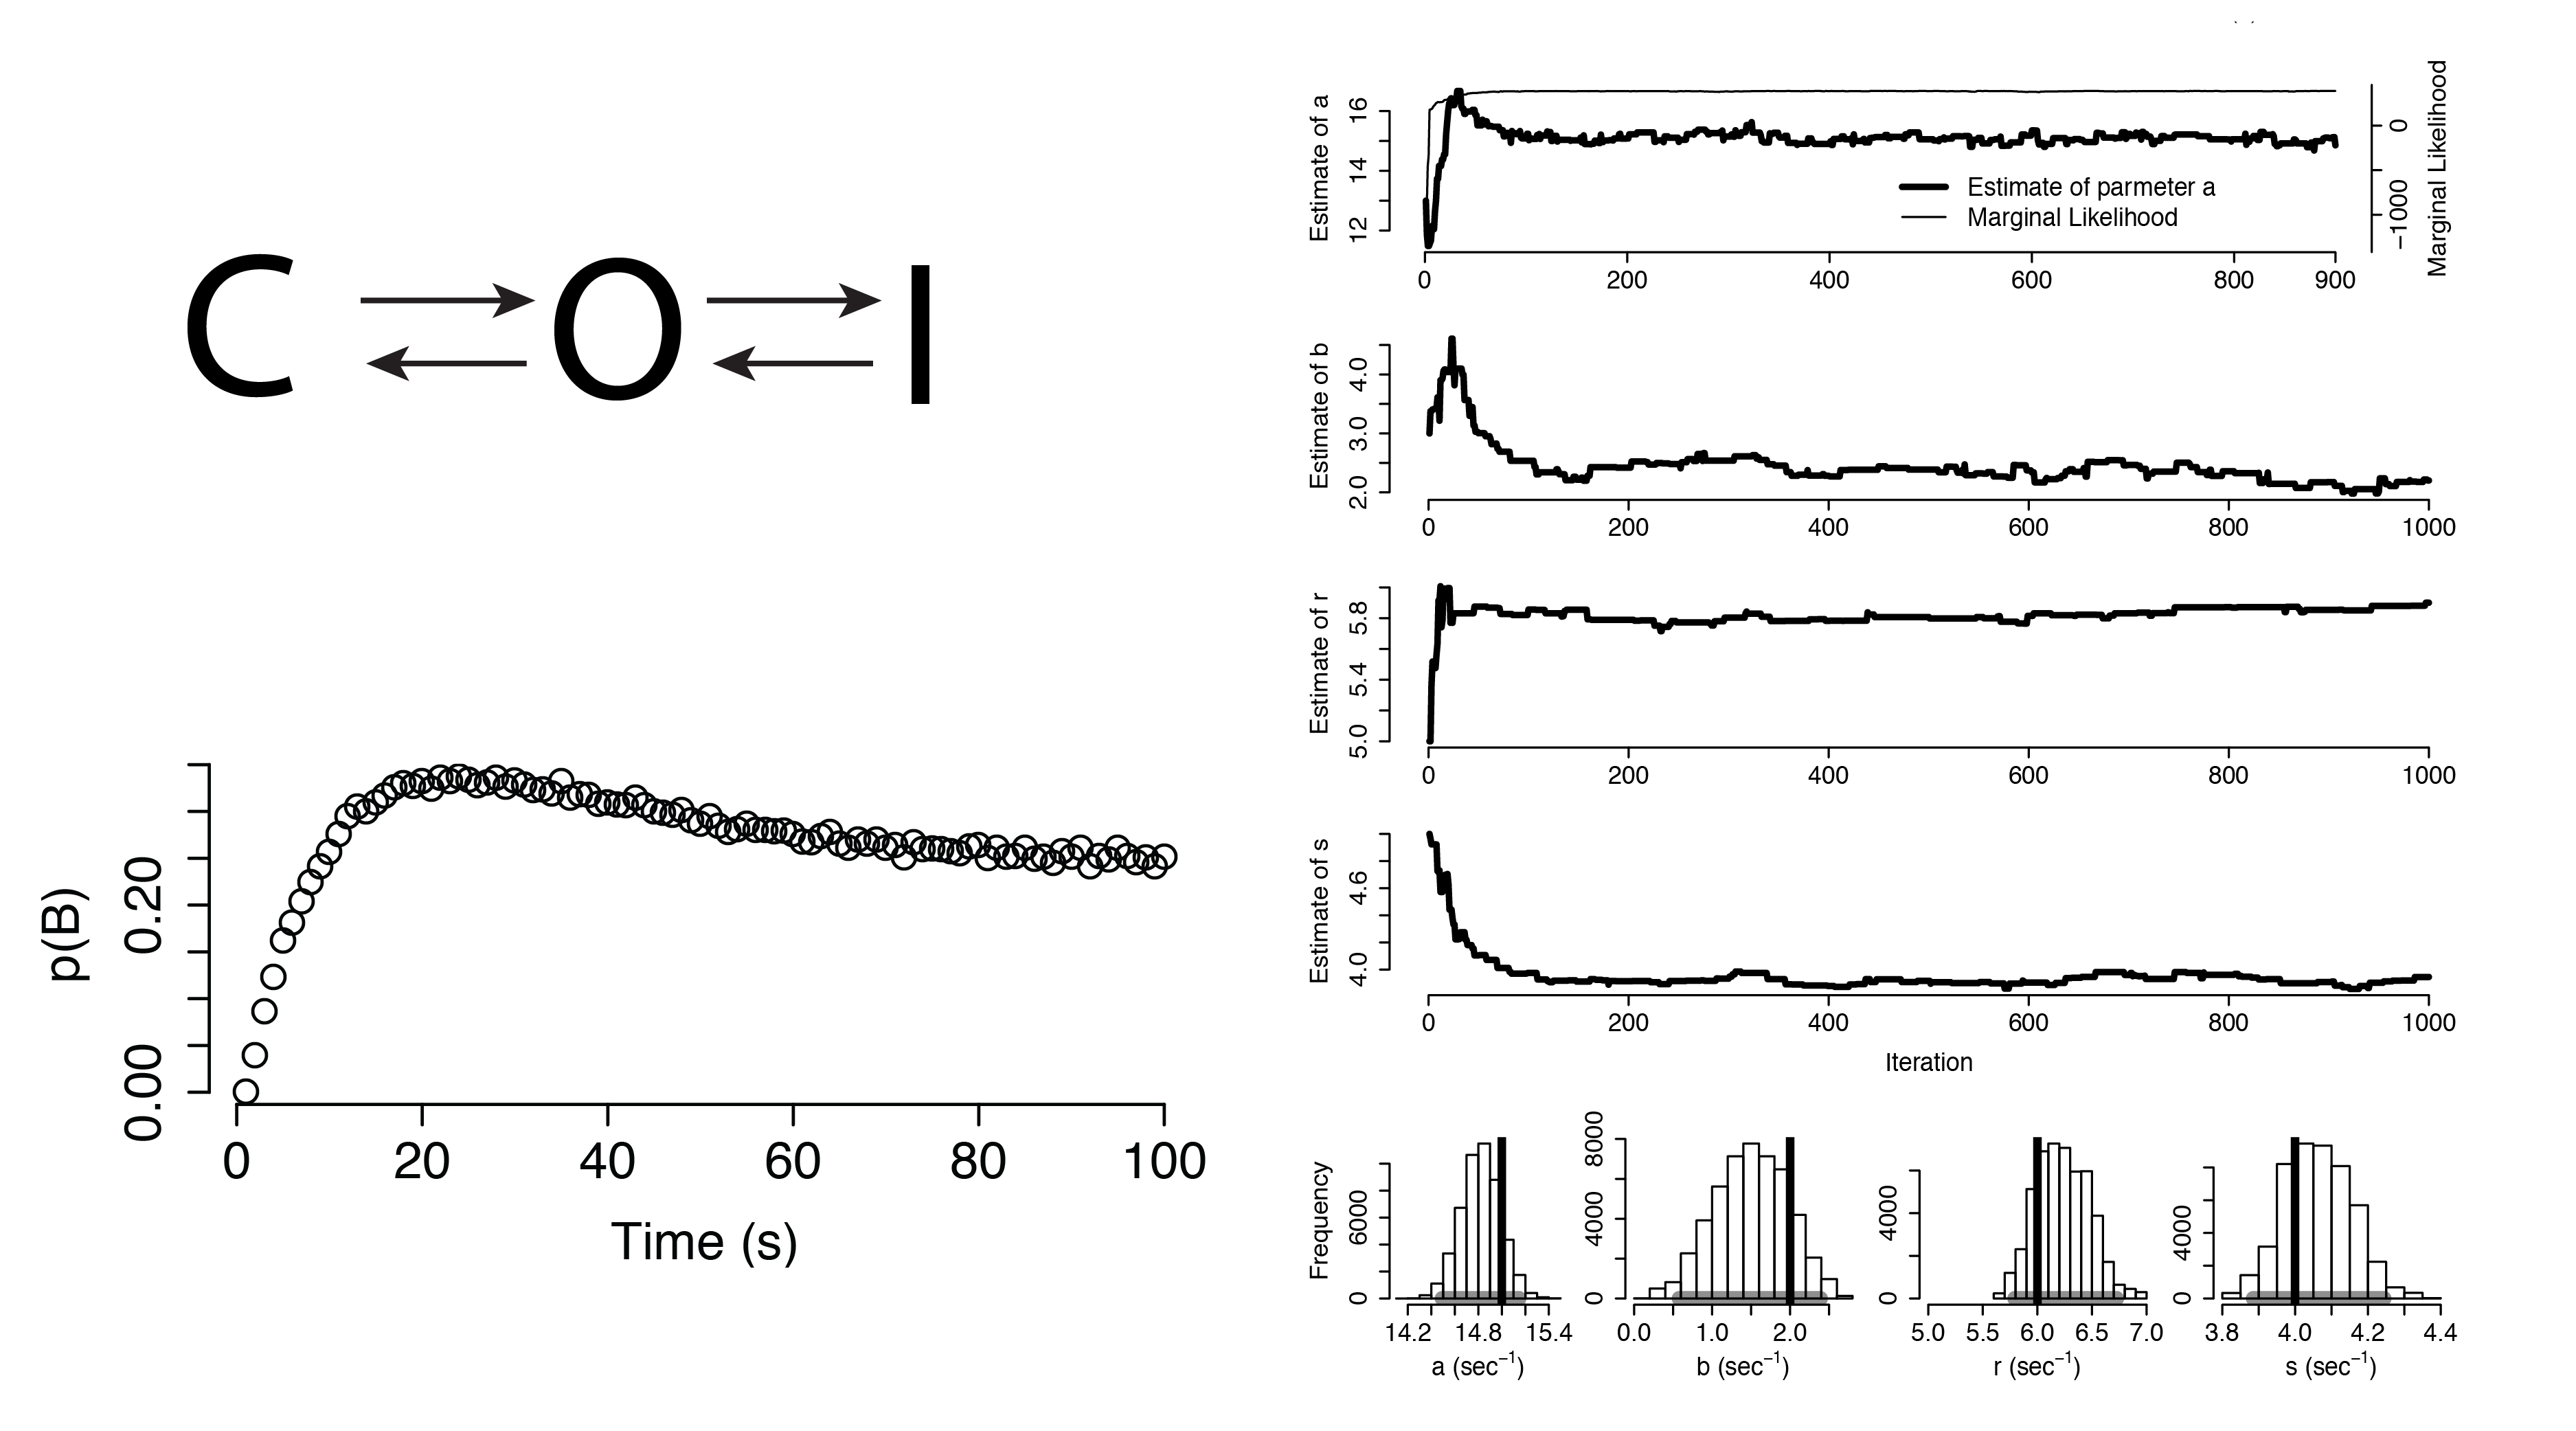 C O I
p(B)
0.20
0.00
0 20 40 60 80 100
Time (s)
Estimate of a
16
14
12
Estimate of parmeter a
Marginal Likelihood
0
−1000
Marginal Likelihood
0 200 400 600 800 900
Estimate of b
4.0
3.0
2.0
0 200 400 600 800 1000
Estimate of r
5.8
5.4
5.0
0 200 400 600 800 1000
Estimate of s
4.6
4.0
0 200 400 600 800 1000
Iteration
Frequency
6000
0
14.2 14.8 15.4
a (sec⁻¹)
8000
4000
0
0.0 1.0 2.0
b (sec⁻¹)
4000
0
5.0 5.5 6.0 6.5 7.0
r (sec⁻¹)
4000
0
3.8 4.0 4.2 4.4
s (sec⁻¹)